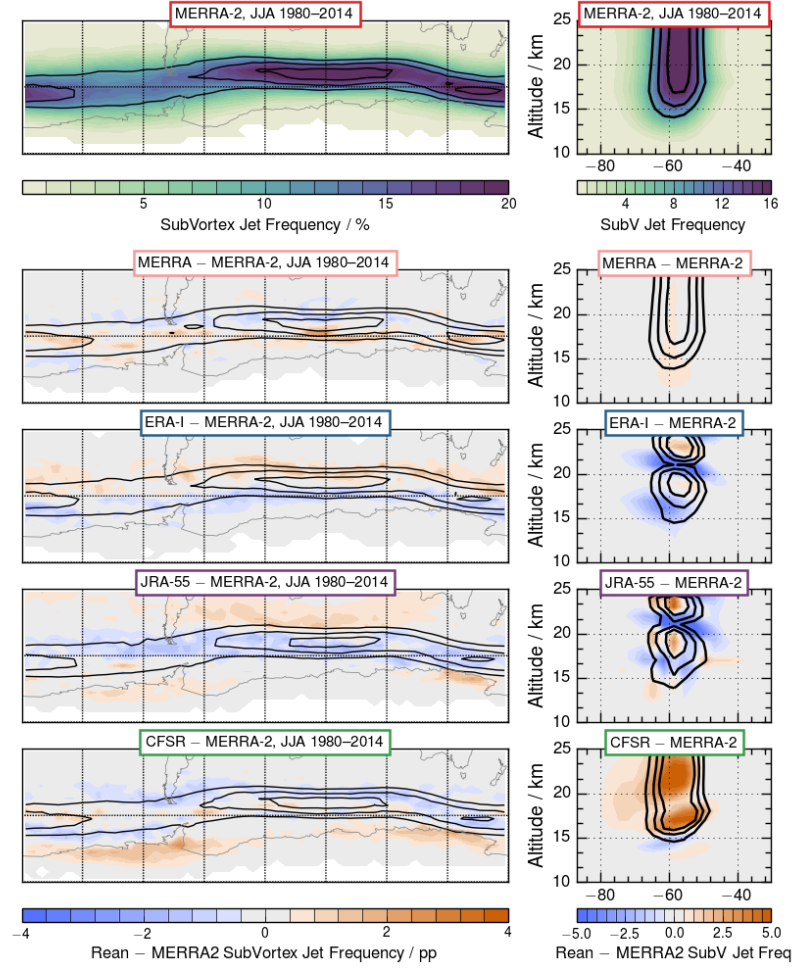 MERRA-2, JJA 1980–2014
MERRA-2, JJA 1980–2014
Altitude / km
25
20
15
10
−80 −60 −40
5 10 15 20
SubVortex Jet Frequency / %
4 8 12 16
SubV Jet Frequency
MERRA − MERRA-2, JJA 1980–2014
MERRA − MERRA-2
Altitude / km
25
20
15
10
ERA-I − MERRA-2, JJA 1980–2014
ERA-I − MERRA-2
Altitude / km
25
20
15
10
JRA-55 − MERRA-2, JJA 1980–2014
JRA-55 − MERRA-2
Altitude / km
25
20
15
10
CFSR − MERRA-2, JJA 1980–2014
CFSR − MERRA-2
Altitude / km
25
20
15
10
−80 −60 −40
−4 −2 0 2 4
Rean − MERRA2 SubVortex Jet Frequency / pp
−5.0 −2.5 0.0 2.5 5.0
Rean − MERRA2 SubV Jet Freq